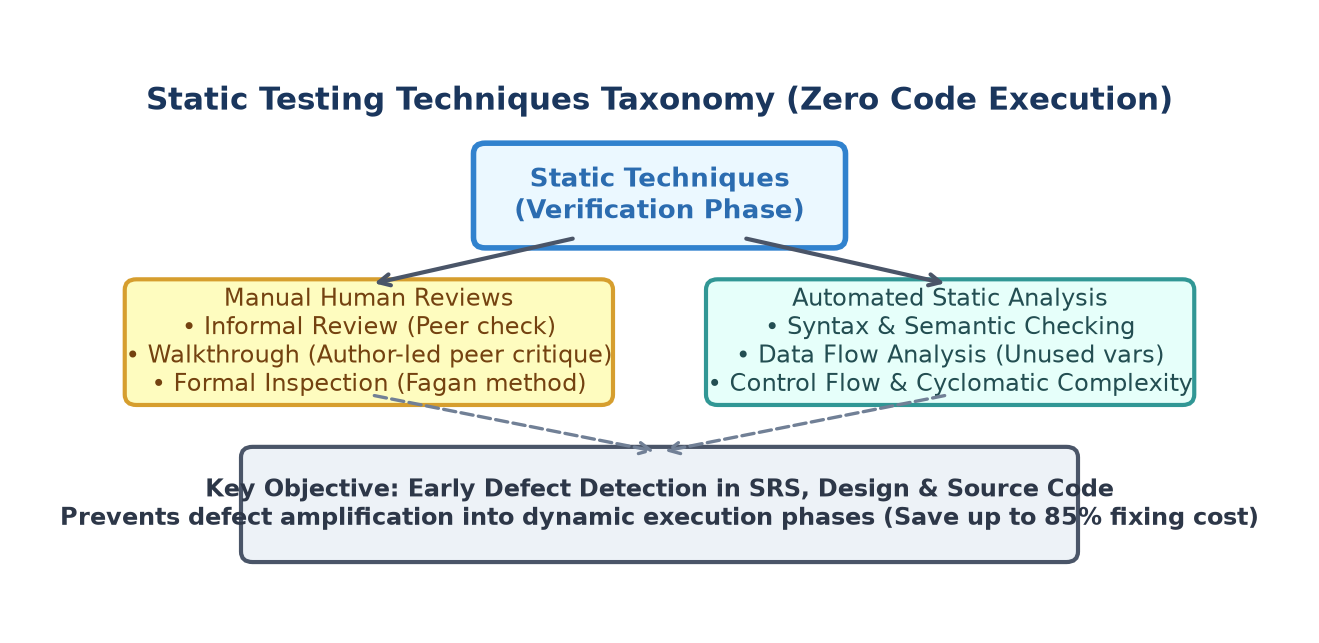 Static Testing Techniques Taxonomy (Zero Code Execution)
Static Techniques
(Verification Phase)
Manual Human Reviews
• Informal Review (Peer check)
• Walkthrough (Author-led peer critique)
• Formal Inspection (Fagan method)
Automated Static Analysis
• Syntax & Semantic Checking
• Data Flow Analysis (Unused vars)
• Control Flow & Cyclomatic Complexity
Key Objective: Early Defect Detection in SRS, Design & Source Code
Prevents defect amplification into dynamic execution phases (Save up to 85% fixing cost)